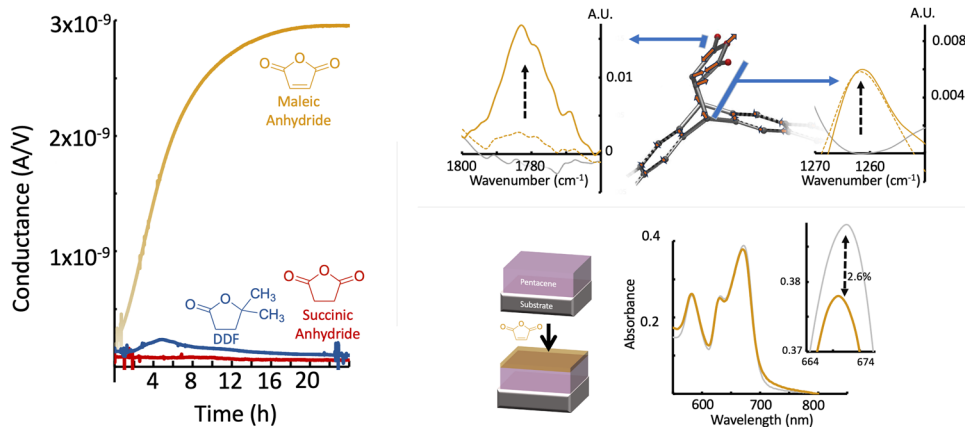 3x10-9
2x10-9
1x10-9
Conductance (A/V)
O
O
O
Maleic
Anhydride
O
O
CH3
CH3
DDF
O
O
O
Succinic
Anhydride
4
8
12
16
20
Time (h)
A.U.
0.01
0
1800
1780
Wavenumber (cm-1)
A.U.
0.008
0.004
1270
1260
Wavenumber (cm-1)
Pentacene
Substrate
O
O
O
0.4
0.2
Absorbance
600
700
800
Wavelength (nm)
0.38
0.37
2.6%
664
674